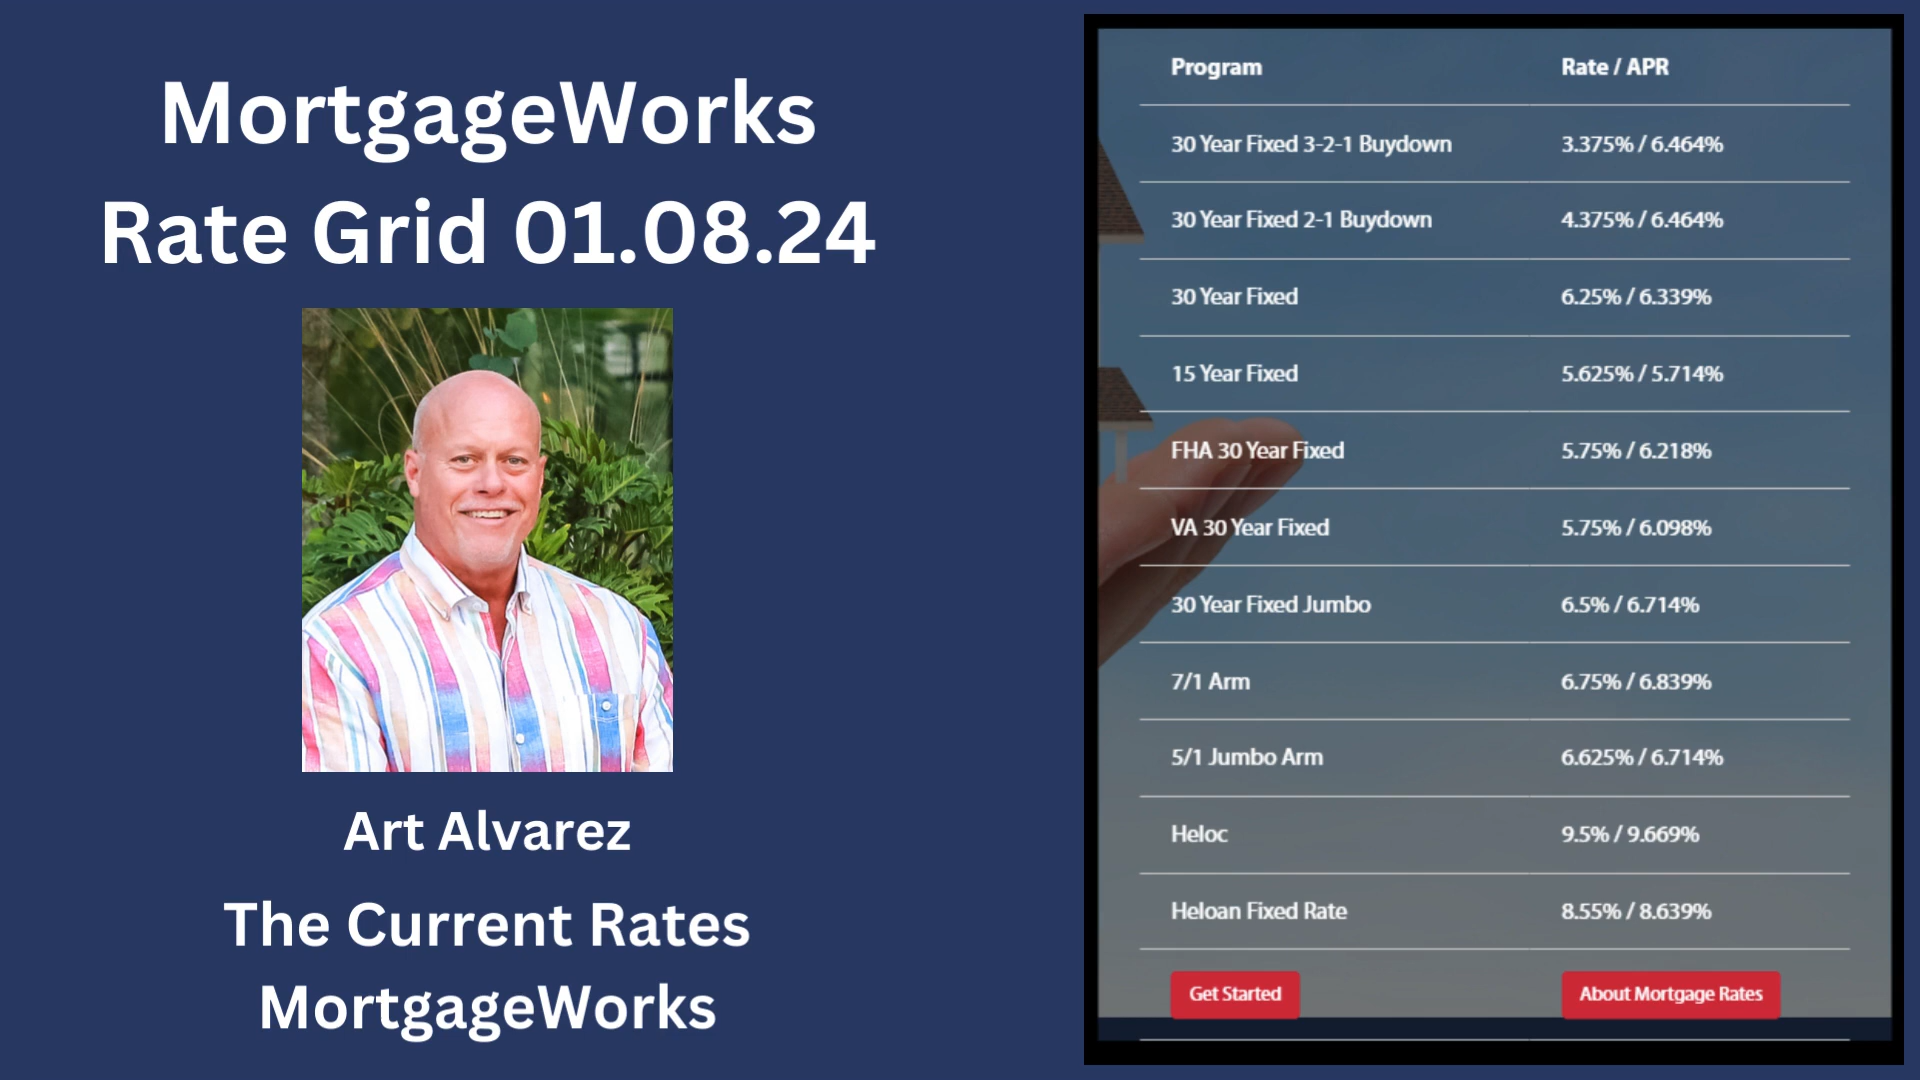 MortgageWorks
Rate Grid 01.08.24
Art Alvarez
The Current Rates
MortgageWorks
Program Rate / APR
30 Year Fixed 3-2-1 Buydown 3.375% / 6.464%
30 Year Fixed 2-1 Buydown 4.375% / 6.464%
30 Year Fixed 6.25% / 6.339%
15 Year Fixed 5.625% / 5.714%
FHA 30 Year Fixed 5.75% / 6.218%
VA 30 Year Fixed 5.75% / 6.098%
30 Year Fixed Jumbo 6.5% / 6.714%
7/1 Arm 6.75% / 6.839%
5/1 Jumbo Arm 6.625% / 6.714%
Heloc 9.5% / 9.669%
Heloan Fixed Rate 8.55% / 8.639%
Get Started About Mortgage Rates